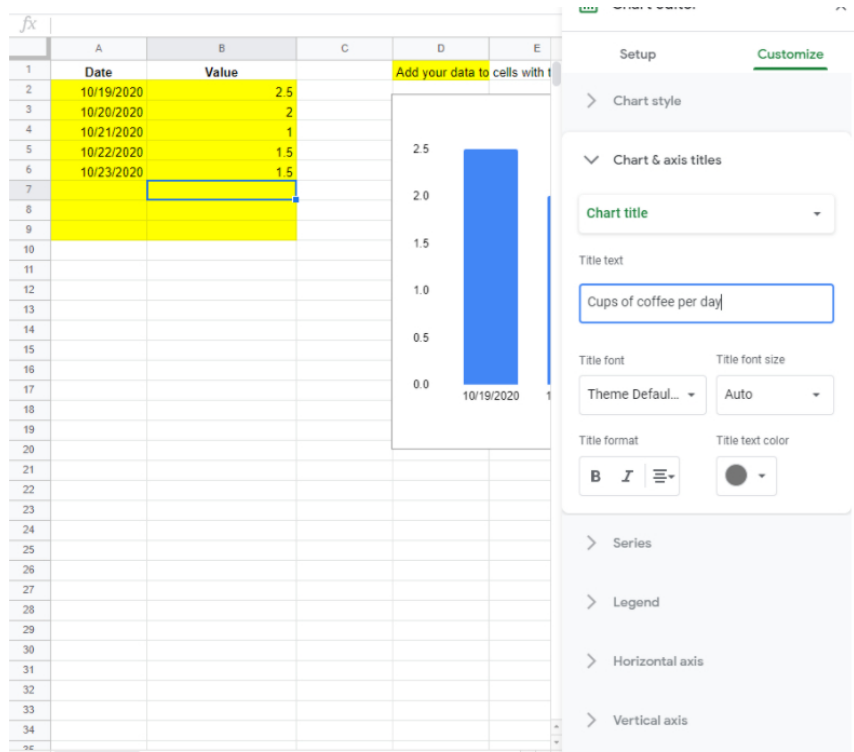 fx
Chart editor
A B C D E
Setup Customize
1 Date Value Add your data to cells with t
2 10/19/2020 2.5
3 10/20/2020 2
4 10/21/2020 1
5 10/22/2020 1.5
6 10/23/2020 1.5
7
8
9
10
11
12
13
14
15
16
17
18
19
20
21
22
23
24
25
26
27
28
29
30
31
32
33
34
35
2.5
2.0
1.5
1.0
0.5
0.0
10/19/2020 1
Chart style
Chart & axis titles
Chart title
Title text
Cups of coffee per day
Title font Title font size
Theme Defaul... Auto
Title format Title text color
B I
Series
Legend
Horizontal axis
Vertical axis